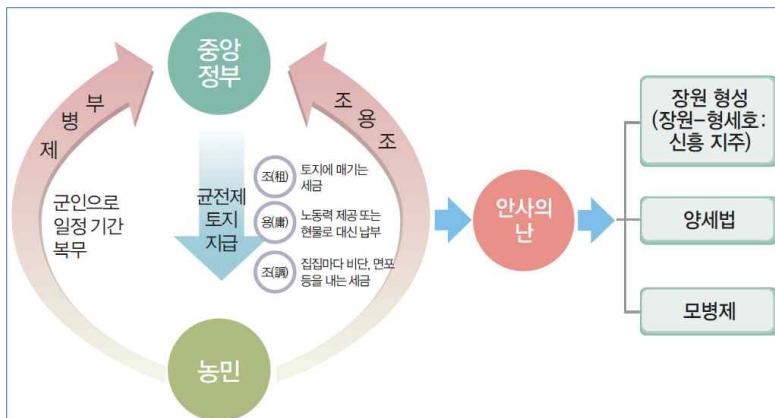 중앙
정부
부병제
조용조
군인으로
일정 기간
복무
균전제
토지
지급
조(租)
토지에 매기는
세금
용(庸)
노동력 제공 또는
현물로 대신 납부
조(調)
집집마다 비단, 면포
등을 내는 세금
농민
안사의
난
장원 형성
(장원-형세호:
신흥 지주)
양세법
모병제